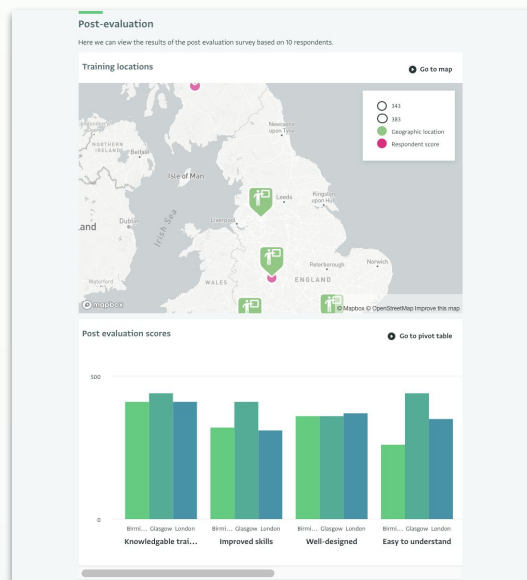 Post-evaluation
Here we can view the results of the post evaluation survey based on 10 respondents.
Training locations
Go to map
343
383
Geographic location
Respondent score
Newcastle
upon Tyne
NORTHERN
IRELAND
Belfast
Isle of Man
Leeds
Kingston
upon Hull
Irish Sea
Dublin
Liverpool
land
Peterborough
Norwich
Waterford
WALES
ENGLAND
mapbox
© Mapbox © OpenStreetMap Improve this map
Post evaluation scores
Go to pivot table
500
0
Birmi... Glasgow London Birmi... Glasgow London Birmi... Glasgow London Birmi... Glasgow London
Knowledgable trai... Improved skills Well-designed Easy to understand